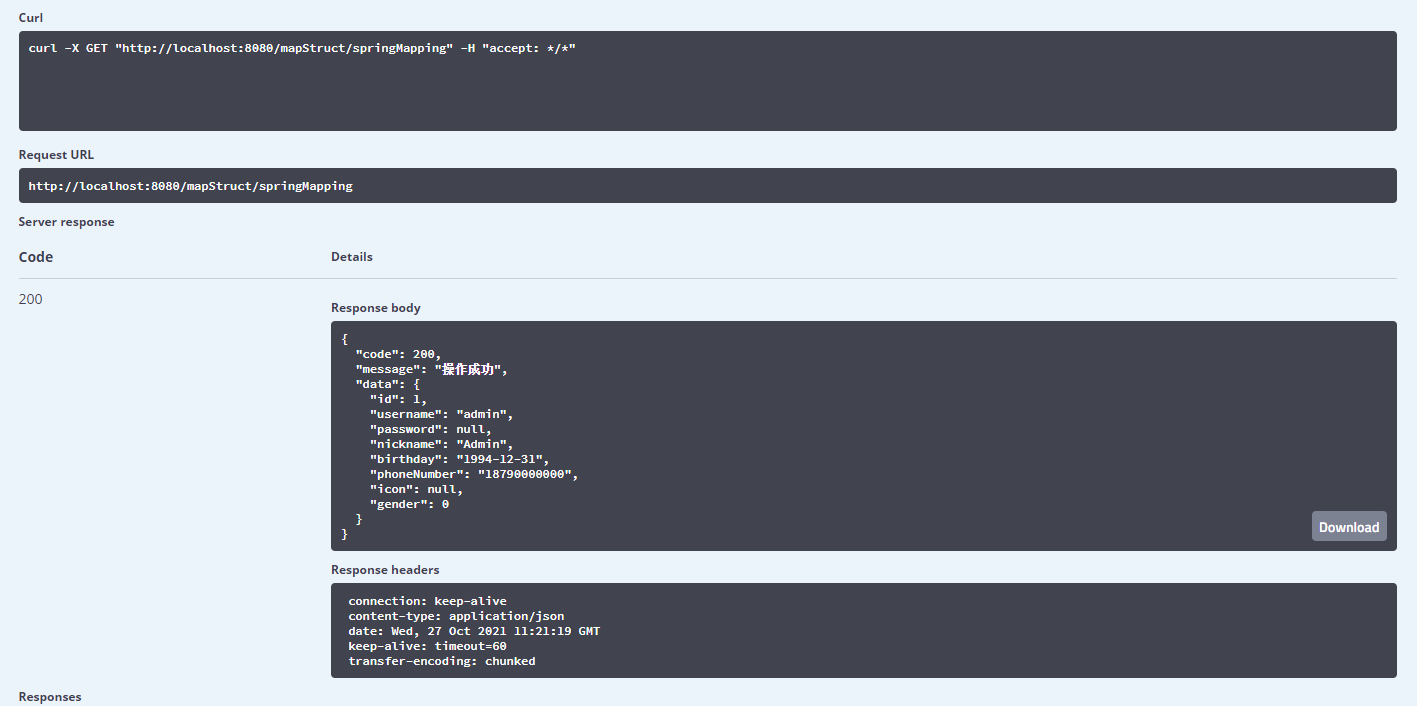 Curl
curl -X GET "http://localhost:8080/mapStruct/springMapping" -H "accept: */*"
Request URL
http://localhost:8080/mapStruct/springMapping
Server response
Code Details
200
Response body
{
"code": 200,
"message": "操作成功",
"data": {
"id": 1,
"username": "admin",
"password": null,
"nickname": "Admin",
"birthday": "1994-12-31",
"phoneNumber": "18790000000",
"icon": null,
"gender": 0
}
}
Download
Response headers
connection: keep-alive
content-type: application/json
date: Wed, 27 Oct 2021 11:21:19 GMT
keep-alive: timeout=60
transfer-encoding: chunked
Responses